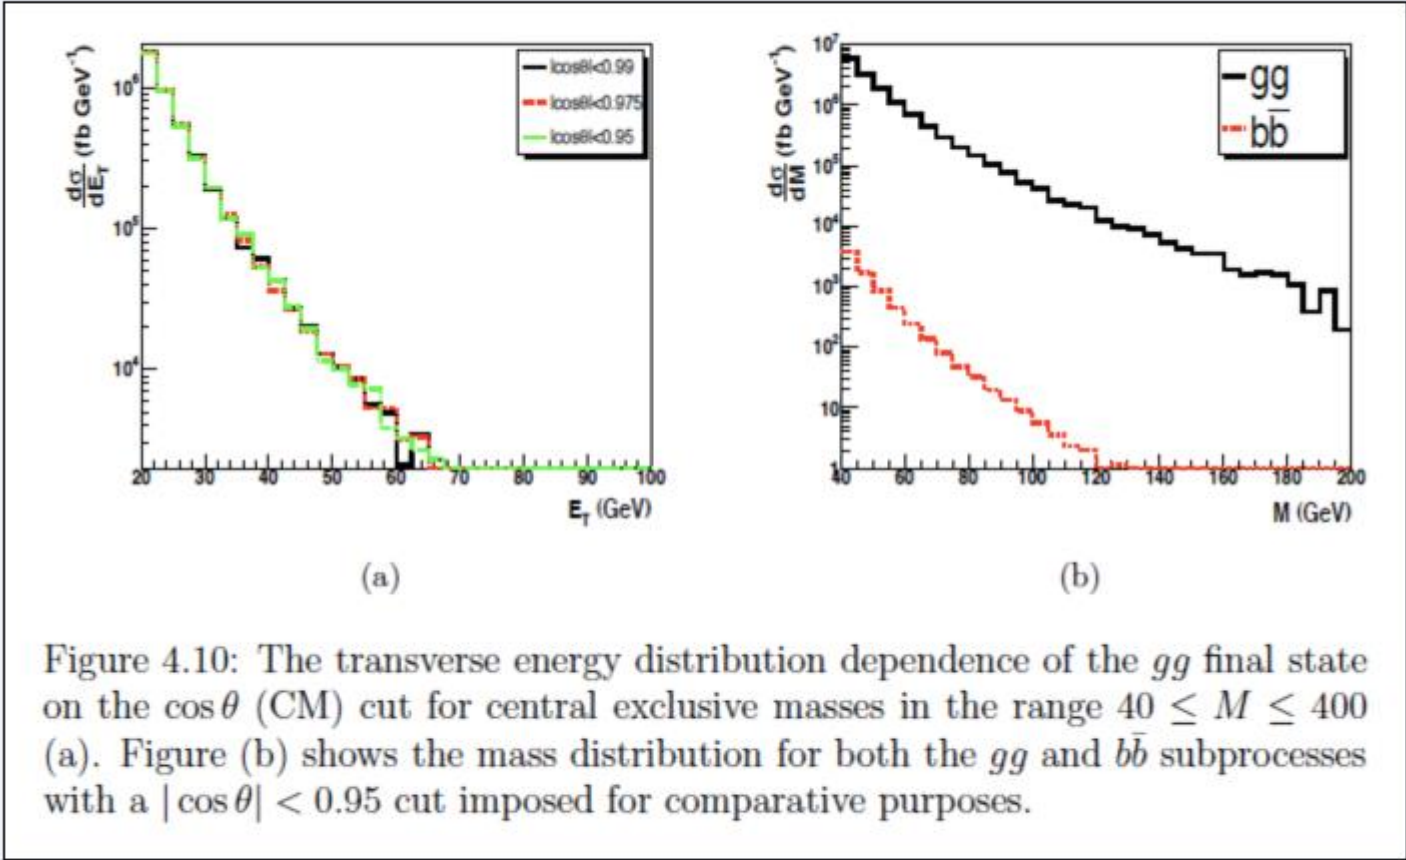 dσ/dE_T (fb GeV⁻¹)
10⁶
10⁵
10⁴
|cosθ|<0.99
|cosθ|<0.975
|cosθ|<0.95
20 30 40 50 60 70 80 90 100
E_T (GeV)
(a)
dσ/dM (fb GeV⁻¹)
10⁷
10⁶
10⁵
10⁴
10³
10²
10
1
gg
bb̄
40 60 80 100 120 140 160 180 200
M (GeV)
(b)
Figure 4.10: The transverse energy distribution dependence of the gg final state
on the cos θ (CM) cut for central exclusive masses in the range 40 ≤ M ≤ 400
(a). Figure (b) shows the mass distribution for both the gg and bb̄ subprocesses
with a | cos θ| < 0.95 cut imposed for comparative purposes.